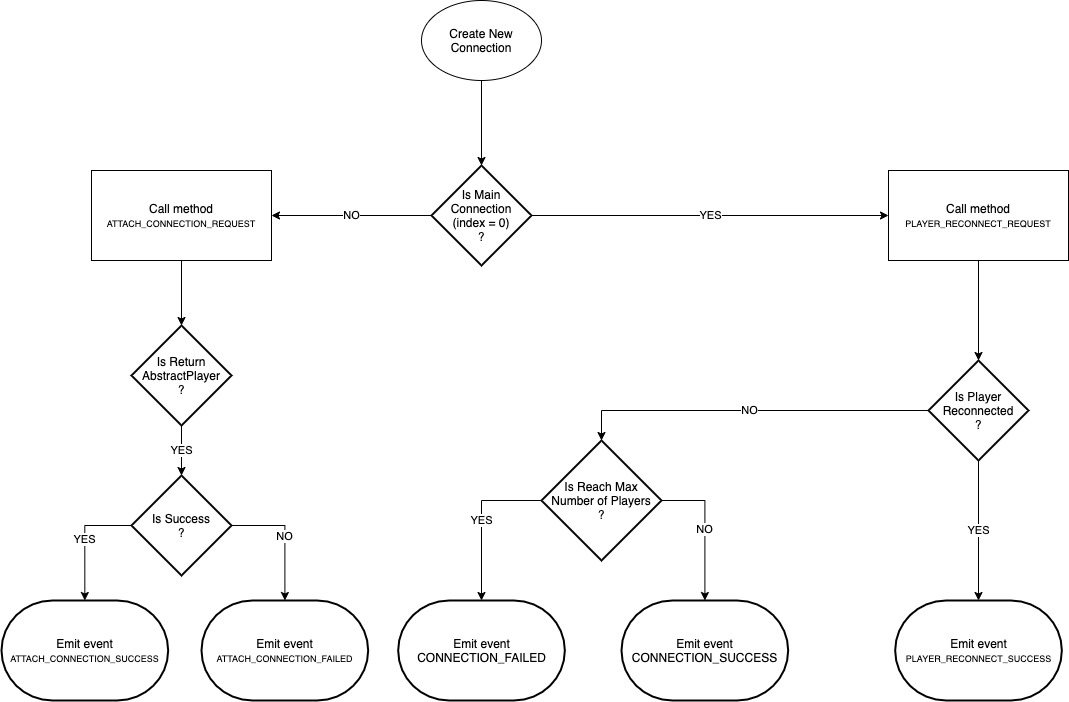 Create New
Connection
Is Main
Connection
(index = 0)
?
NO
YES
Call method
ATTACH_CONNECTION_REQUEST
Call method
PLAYER_RECONNECT_REQUEST
Is Return
AbstractPlayer
?
Is Player
Reconnected
?
NO
YES
Is Reach Max
Number of Players
?
Is Success
?
YES
NO
YES
NO
YES
Emit event
ATTACH_CONNECTION_SUCCESS
Emit event
ATTACH_CONNECTION_FAILED
Emit event
CONNECTION_FAILED
Emit event
CONNECTION_SUCCESS
Emit event
PLAYER_RECONNECT_SUCCESS